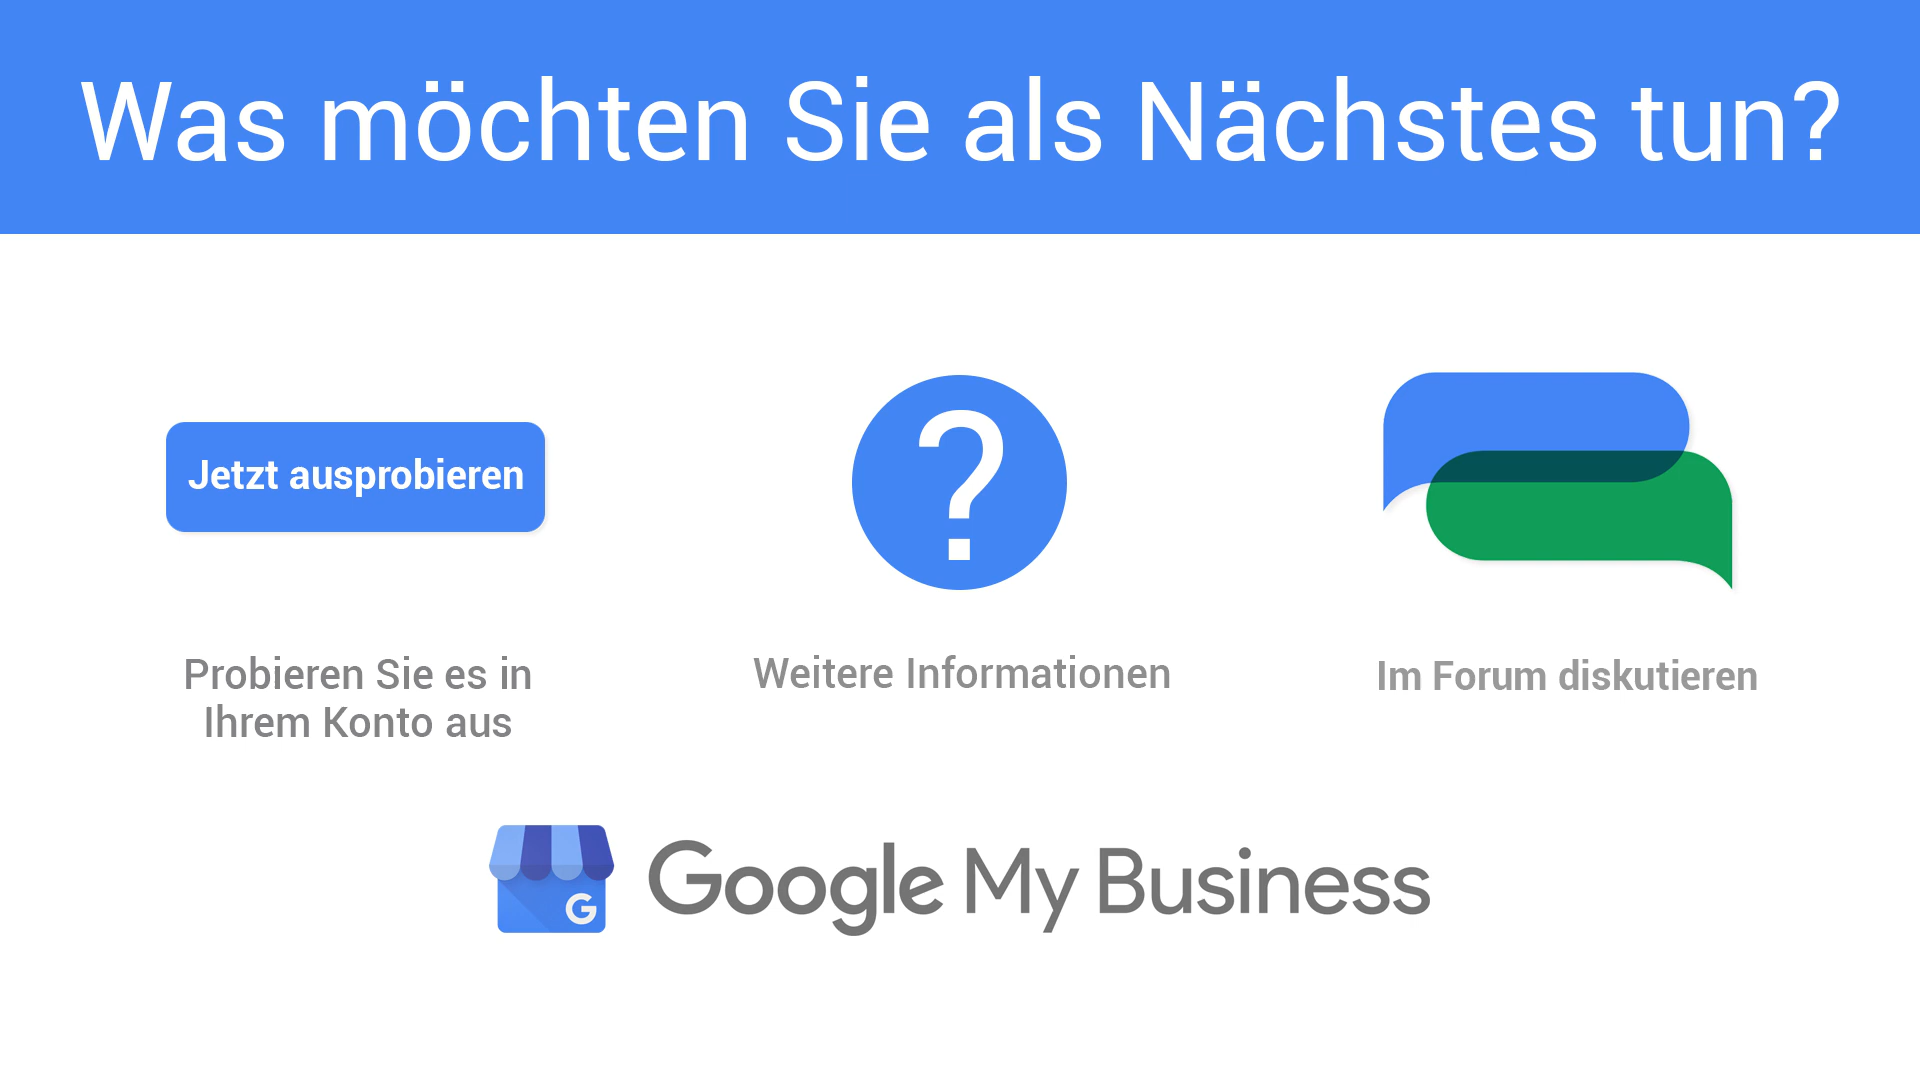 Was möchten Sie als Nächstes tun?
Jetzt ausprobieren
?
Probieren Sie es in
Ihrem Konto aus
Weitere Informationen
Im Forum diskutieren
G
Google My Business